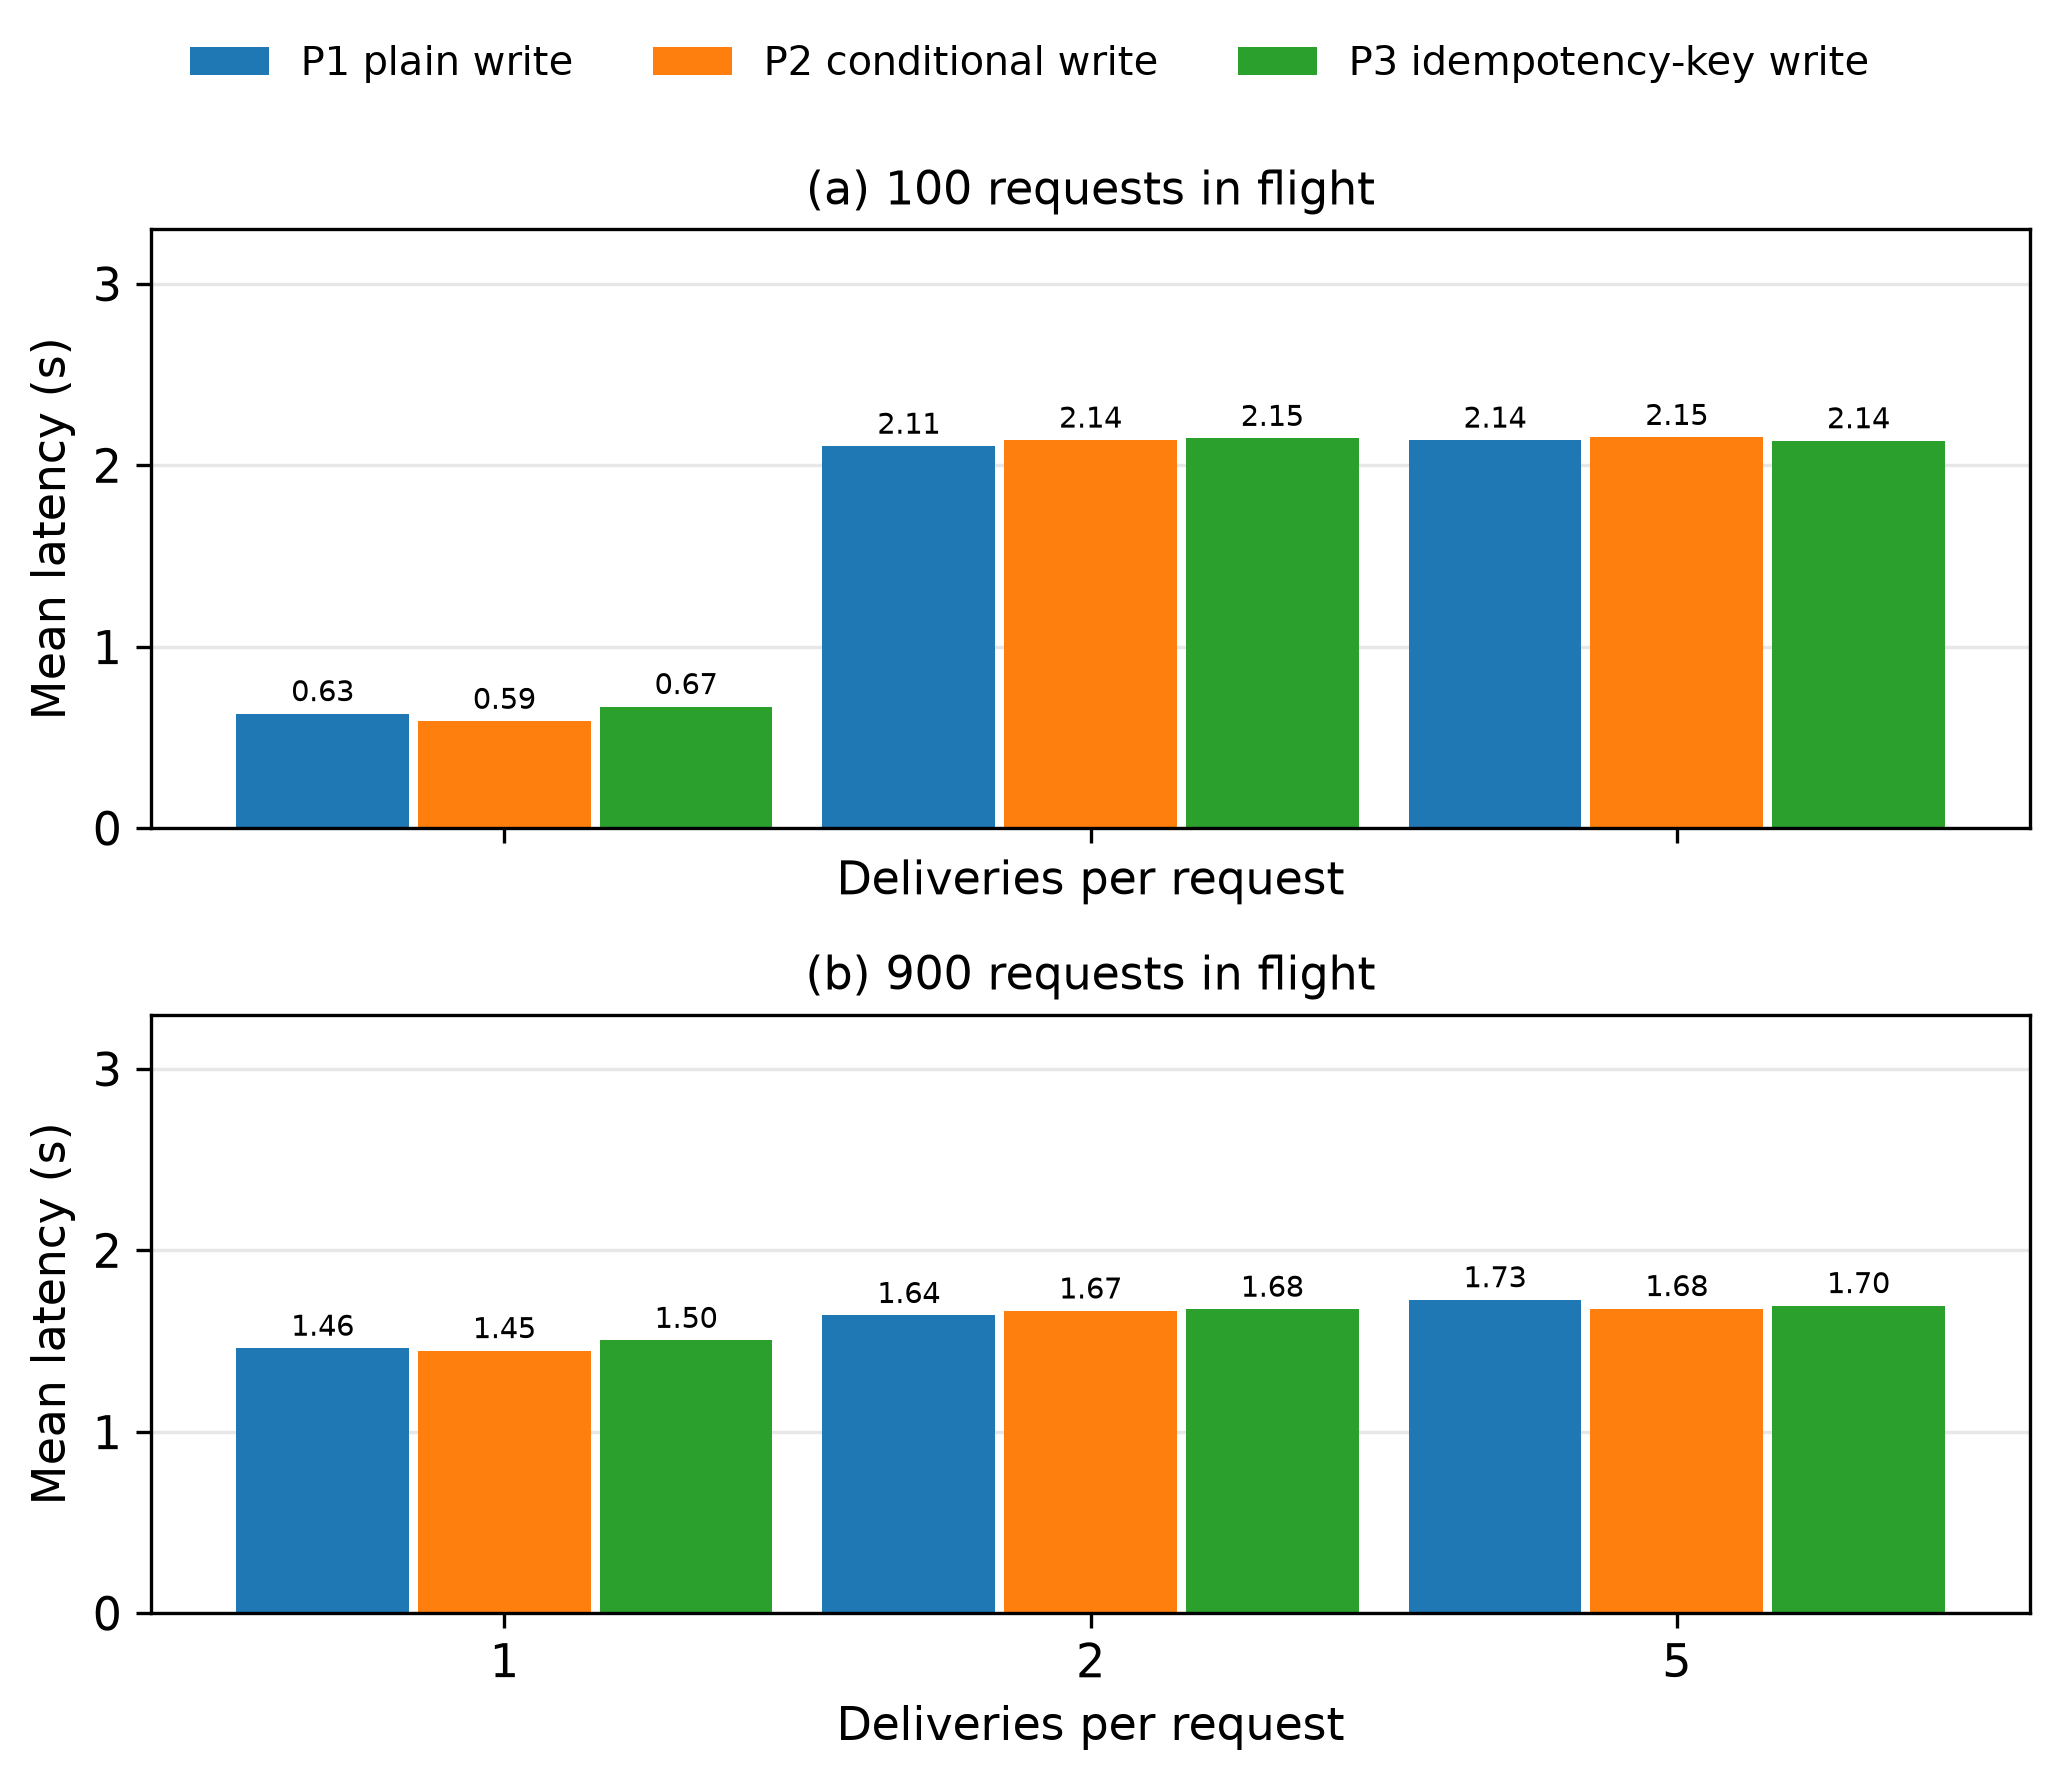 P1 plain write P2 conditional write P3 idempotency-key write
(a) 100 requests in flight
Mean latency (s)
3
2
1
0
0.63 0.59 0.67 2.11 2.14 2.15 2.14 2.15 2.14
Deliveries per request
(b) 900 requests in flight
Mean latency (s)
3
2
1
0
1.46 1.45 1.50 1.64 1.67 1.68 1.73 1.68 1.70
1 2 5
Deliveries per request